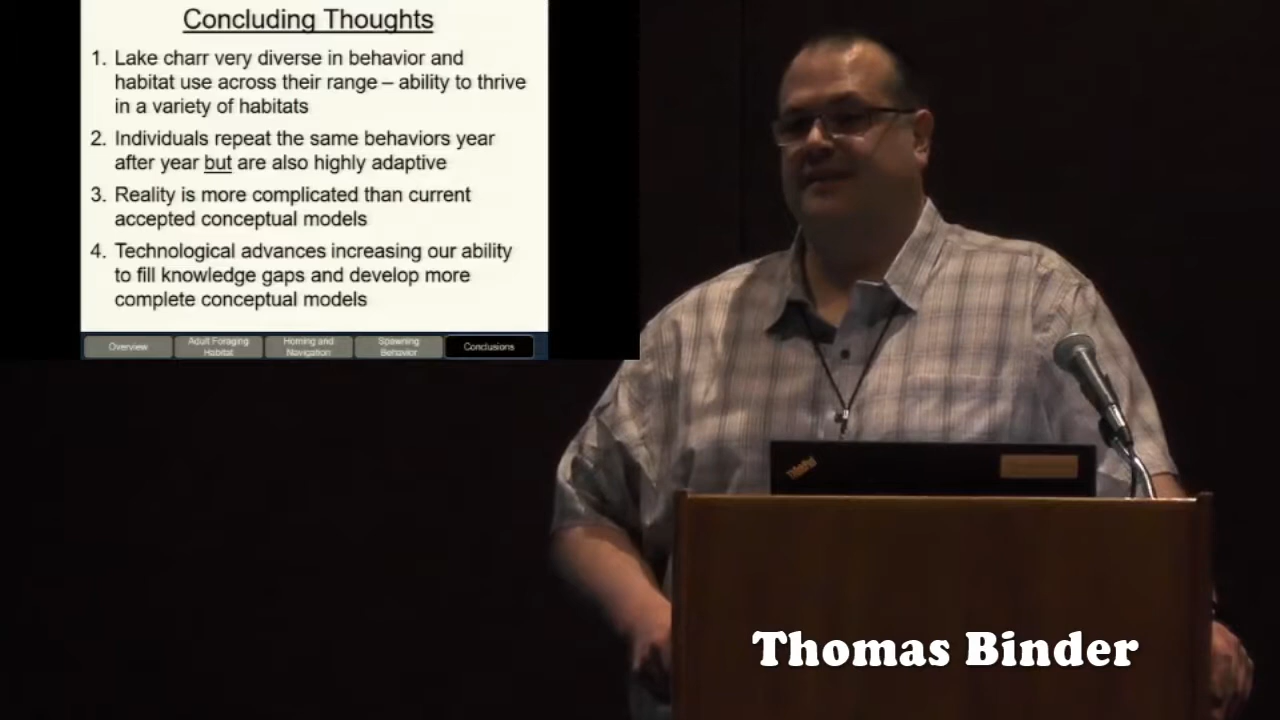 Concluding Thoughts
1. Lake charr very diverse in behavior and
habitat use across their range – ability to thrive
in a variety of habitats
2. Individuals repeat the same behaviors year
after year but are also highly adaptive
3. Reality is more complicated than current
accepted conceptual models
4. Technological advances increasing our ability
to fill knowledge gaps and develop more
complete conceptual models
Overview
Adult Foraging
Habitat
Homing and
Navigation
Spawning
Behavior
Conclusions
ThinkPad
Thomas Binder